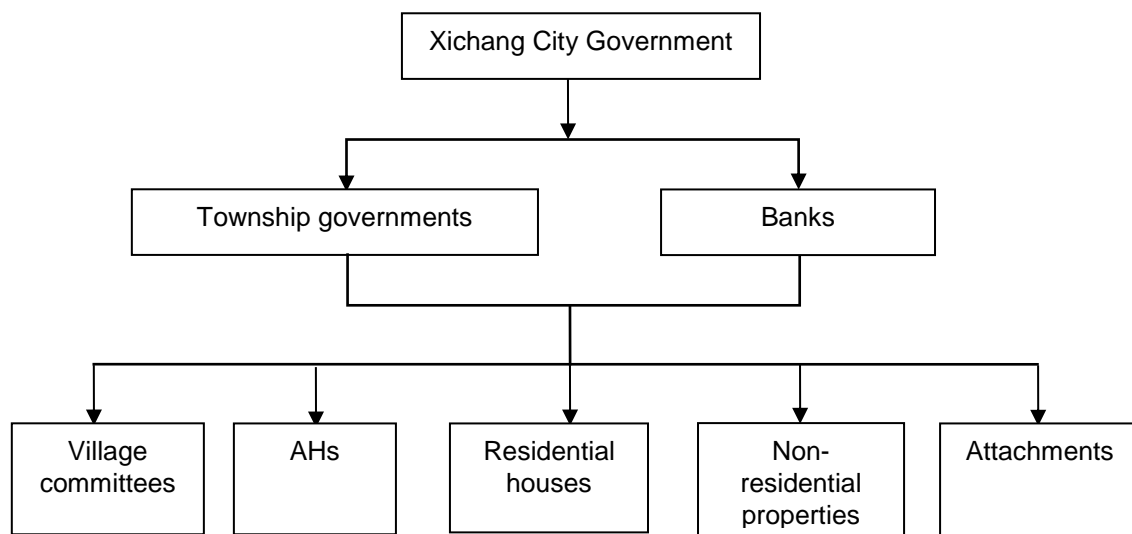 Xichang City Government
Township governments
Banks
Village
committees
AHs
Residential
houses
Non-
residential
properties
Attachments